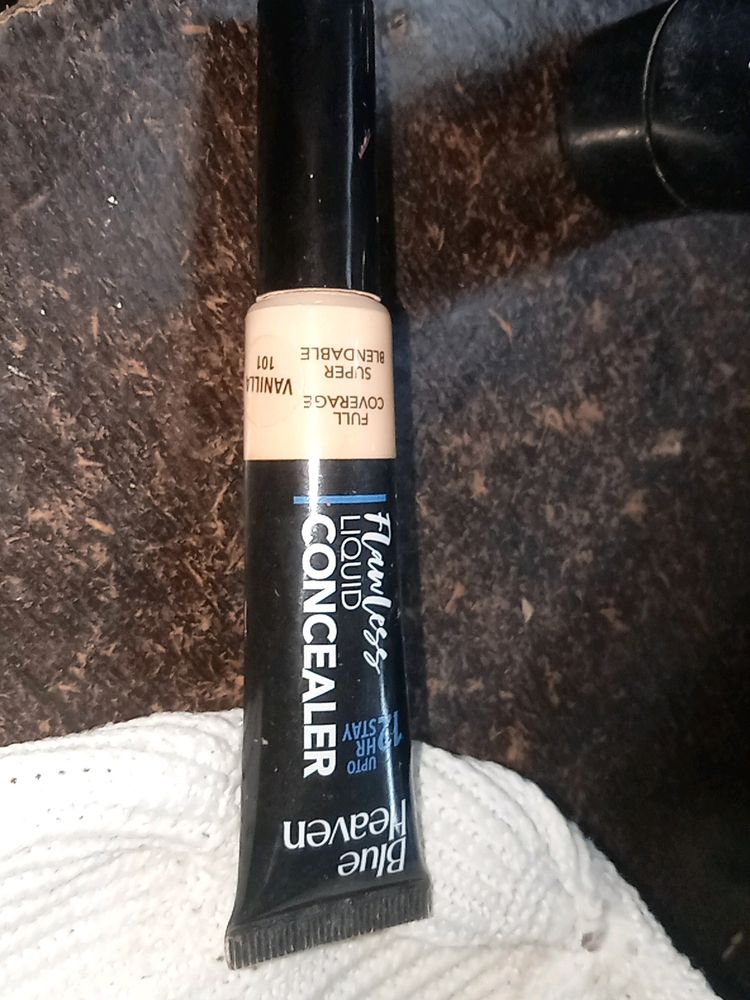 Blue
Heaven
UPTO
12 HR
STAY
Flawless
LIQUID
CONCEALER
FULL
COVERAGE
SUPER
BLENDABLE
VANILLA
101